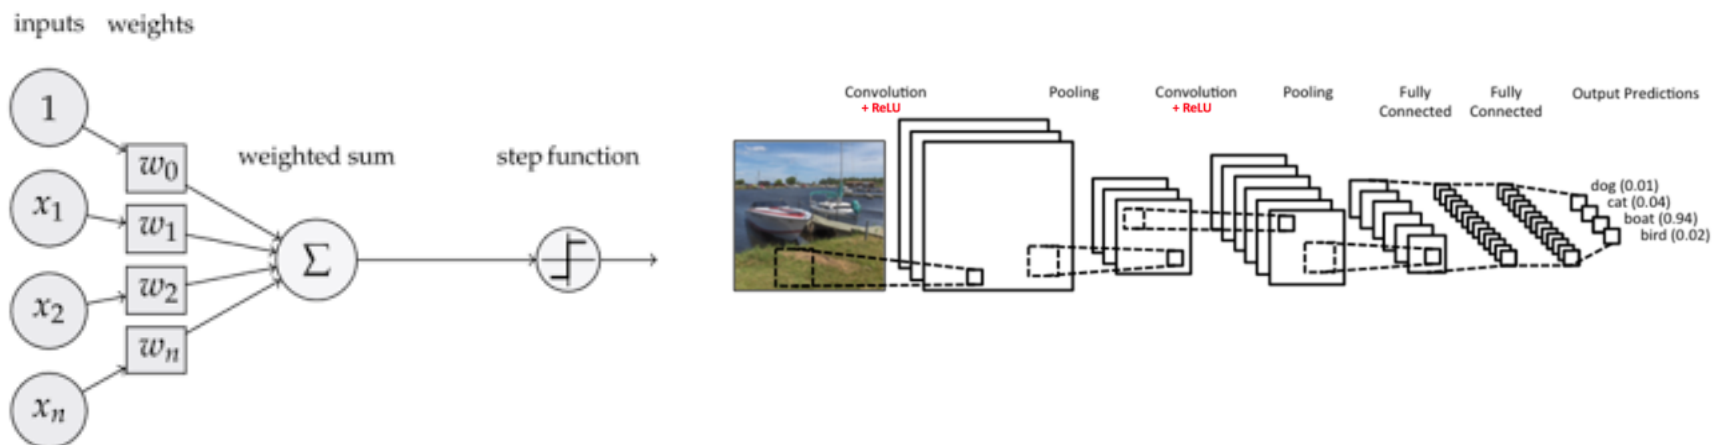 inputs weights
1
x1
x2
xn
w0
w1
w2
wn
weighted sum
Σ
step function
Convolution
+ ReLU
Pooling
Convolution
+ ReLU
Pooling
Fully
Connected
Fully
Connected
Output Predictions
dog (0.01)
cat (0.04)
boat (0.94)
bird (0.02)